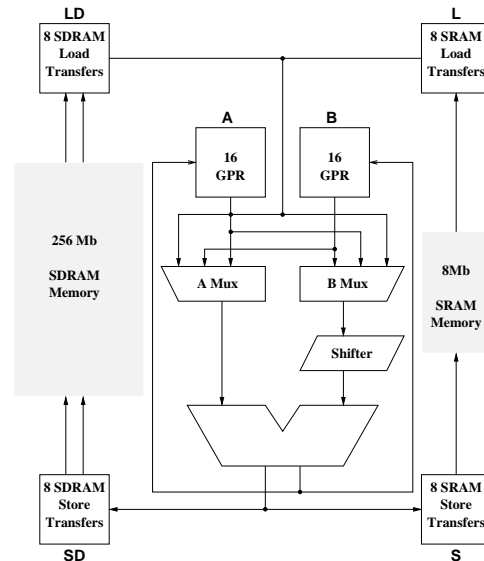 LD
L
8 SDRAM
Load
Transfers
8 SRAM
Load
Transfers
A
B
16
GPR
16
GPR
256 Mb
SDRAM
Memory
8Mb
SRAM
Memory
A Mux
B Mux
Shifter
8 SDRAM
Store
Transfers
8 SRAM
Store
Transfers
SD
S